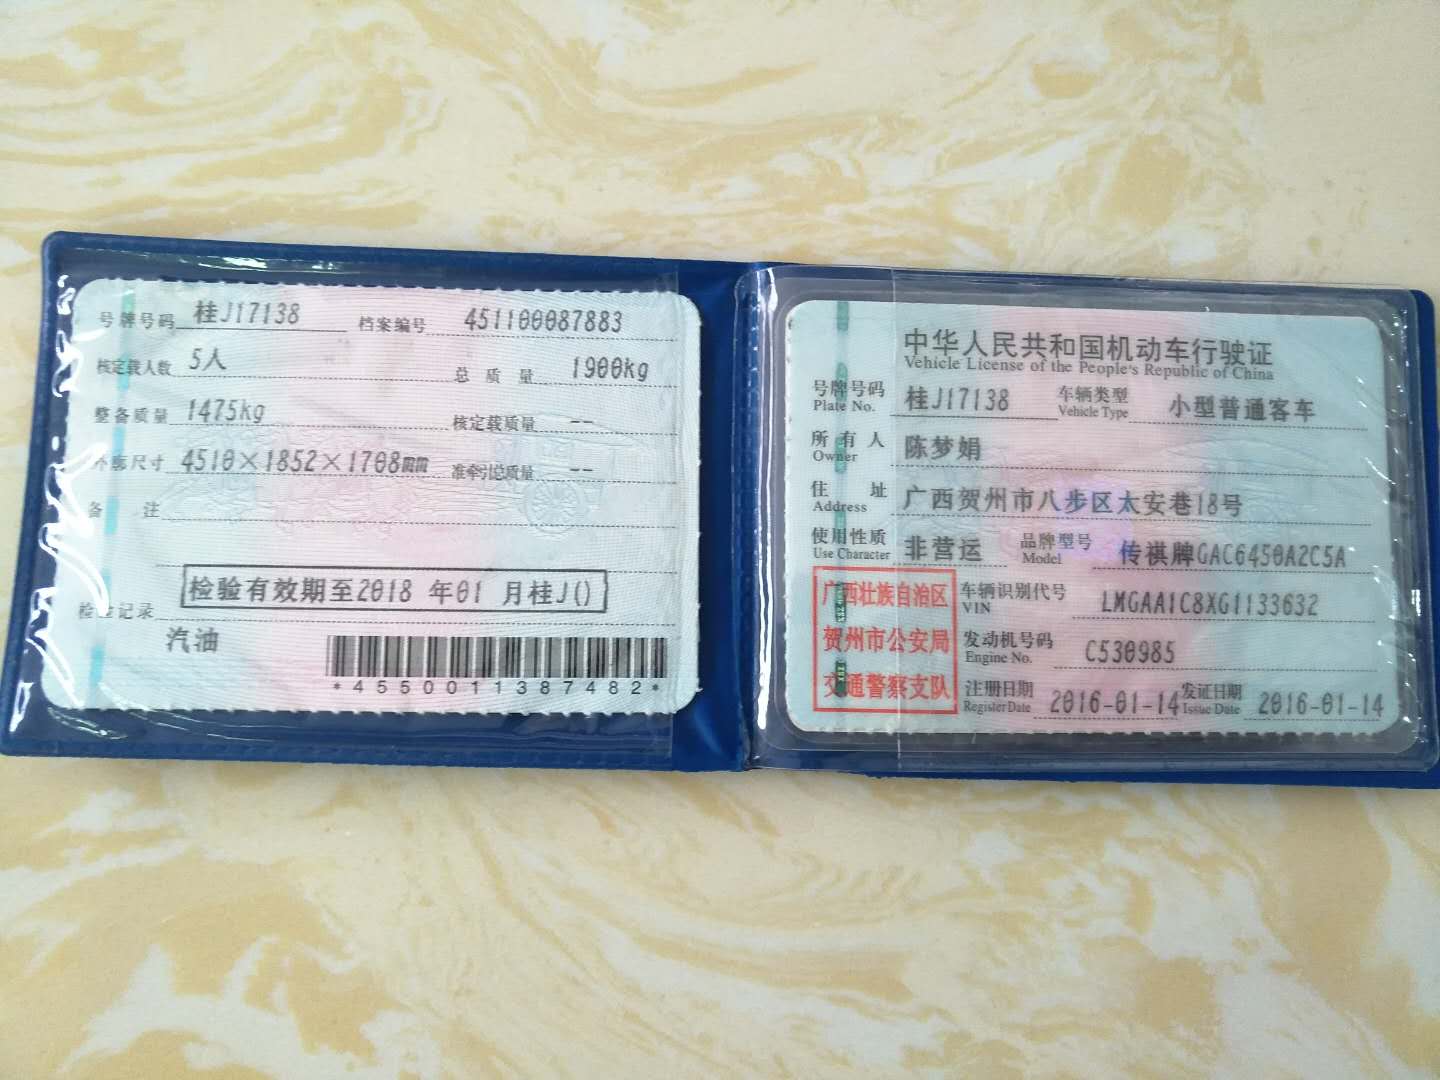 号牌号码 桂J17138 档案编号 451100087883
核定载人数 5人 总质量 1900kg
整备质量 1475kg 核定载质量 --
外廓尺寸 4510×1852×1708mm 准牵引总质量 --
备注
检验有效期至2018 年01 月桂J()
检验记录
汽油
*4550011387482*
中华人民共和国机动车行驶证
Vehicle License of the People's Republic of China
号牌号码 桂J17138 车辆类型 小型普通客车
Plate No. Vehicle Type
所有人 陈梦娟
Owner
住址 广西贺州市八步区太安巷18号
Address
使用性质 非营运 品牌型号 传祺牌GAC6450A2C5A
Use Character Model
广西壮族自治区
贺州市公安局
交通警察支队
车辆识别代号 LMGAA1C8XG1133632
VIN
发动机号码 C530985
Engine No.
注册日期 2016-01-14 发证日期 2016-01-14
Register Date Issue Date